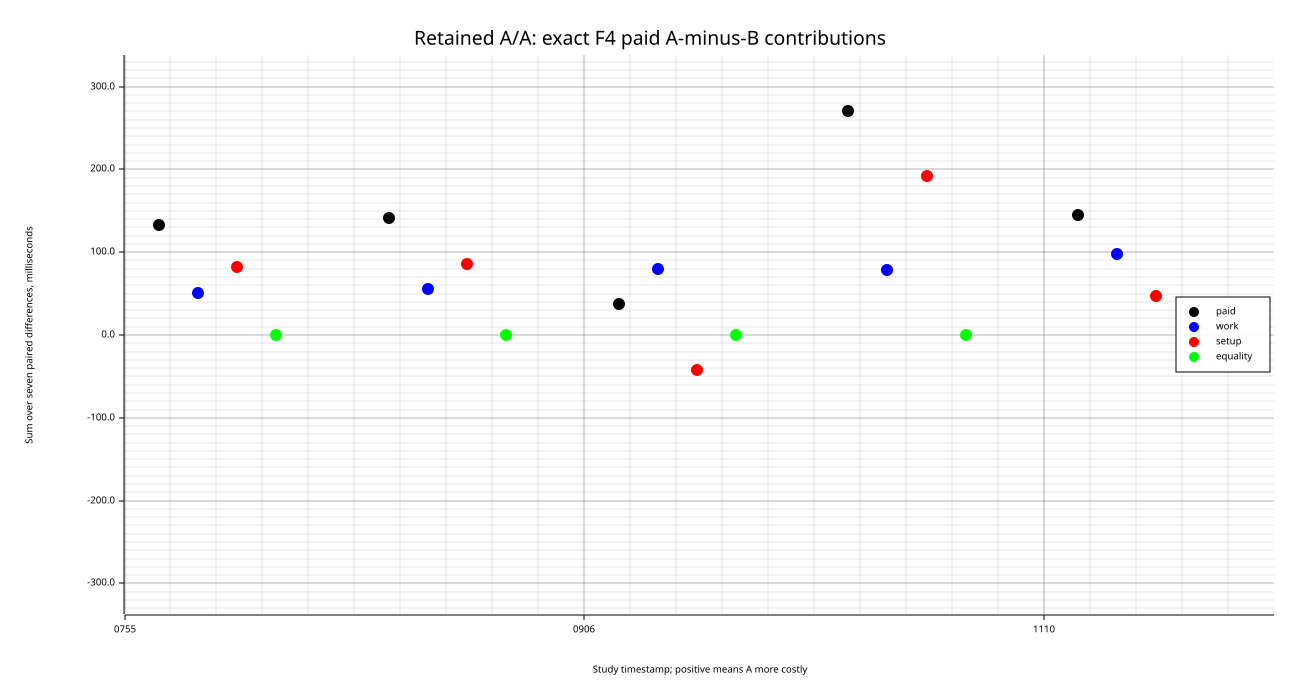 Retained A/A: exact F4 paid A-minus-B contributions
Sum over seven paired differences, milliseconds
300.0
200.0
100.0
0.0
-100.0
-200.0
-300.0
paid
work
setup
equality
0755
0906
1110
Study timestamp; positive means A more costly